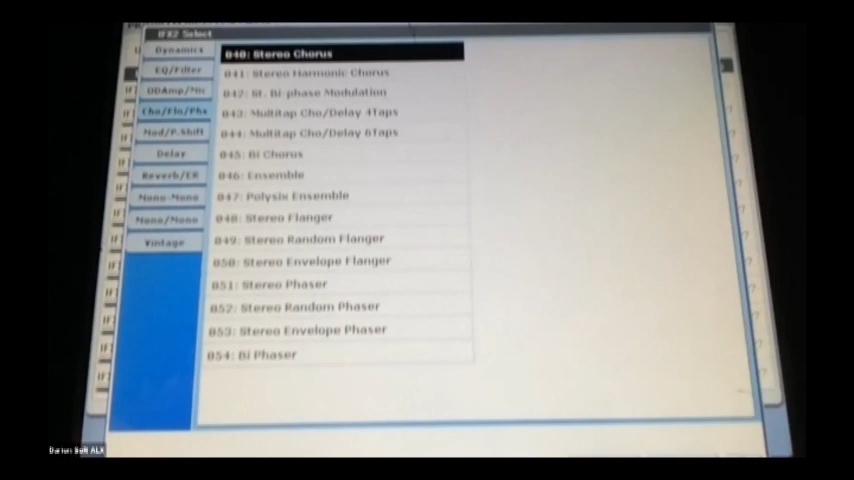 IFX2 Select
Dynamics
EQ/Filter
ODAmp/Mic
Cho/Fln/Phs
Mod/P.Shift
Delay
Reverb/ER
Mono-Mono
Mono/Mono
Vintage
040: Stereo Chorus
041: Stereo Harmonic Chorus
042: St. Bi-phase Modulation
043: Multitap Cho/Delay 4Taps
044: Multitap Cho/Delay 6Taps
045: Bi Chorus
046: Ensemble
047: Polysix Ensemble
048: Stereo Flanger
049: Stereo Random Flanger
050: Stereo Envelope Flanger
051: Stereo Phaser
052: Stereo Random Phaser
053: Stereo Envelope Phaser
054: Bi Phaser